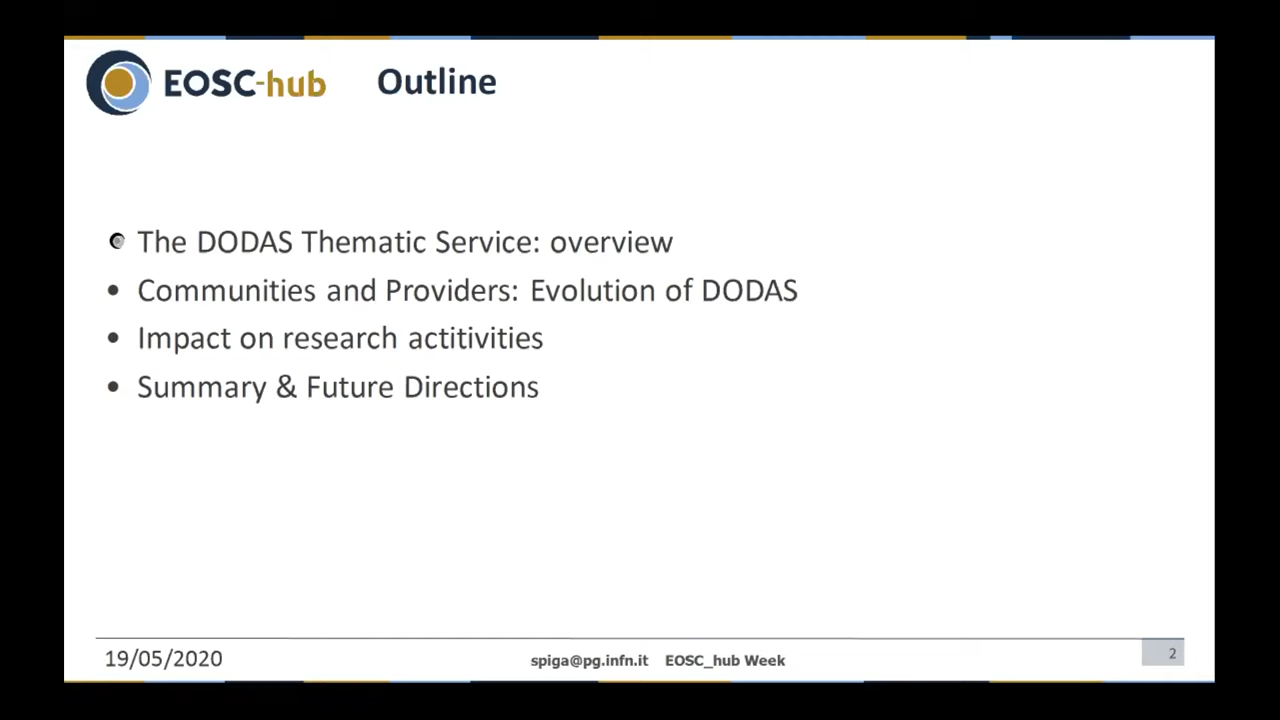 EOSC-hub
Outline
The DODAS Thematic Service: overview
• Communities and Providers: Evolution of DODAS
• Impact on research actitivities
• Summary & Future Directions
19/05/2020
spiga@pg.infn.it EOSC_hub Week
2